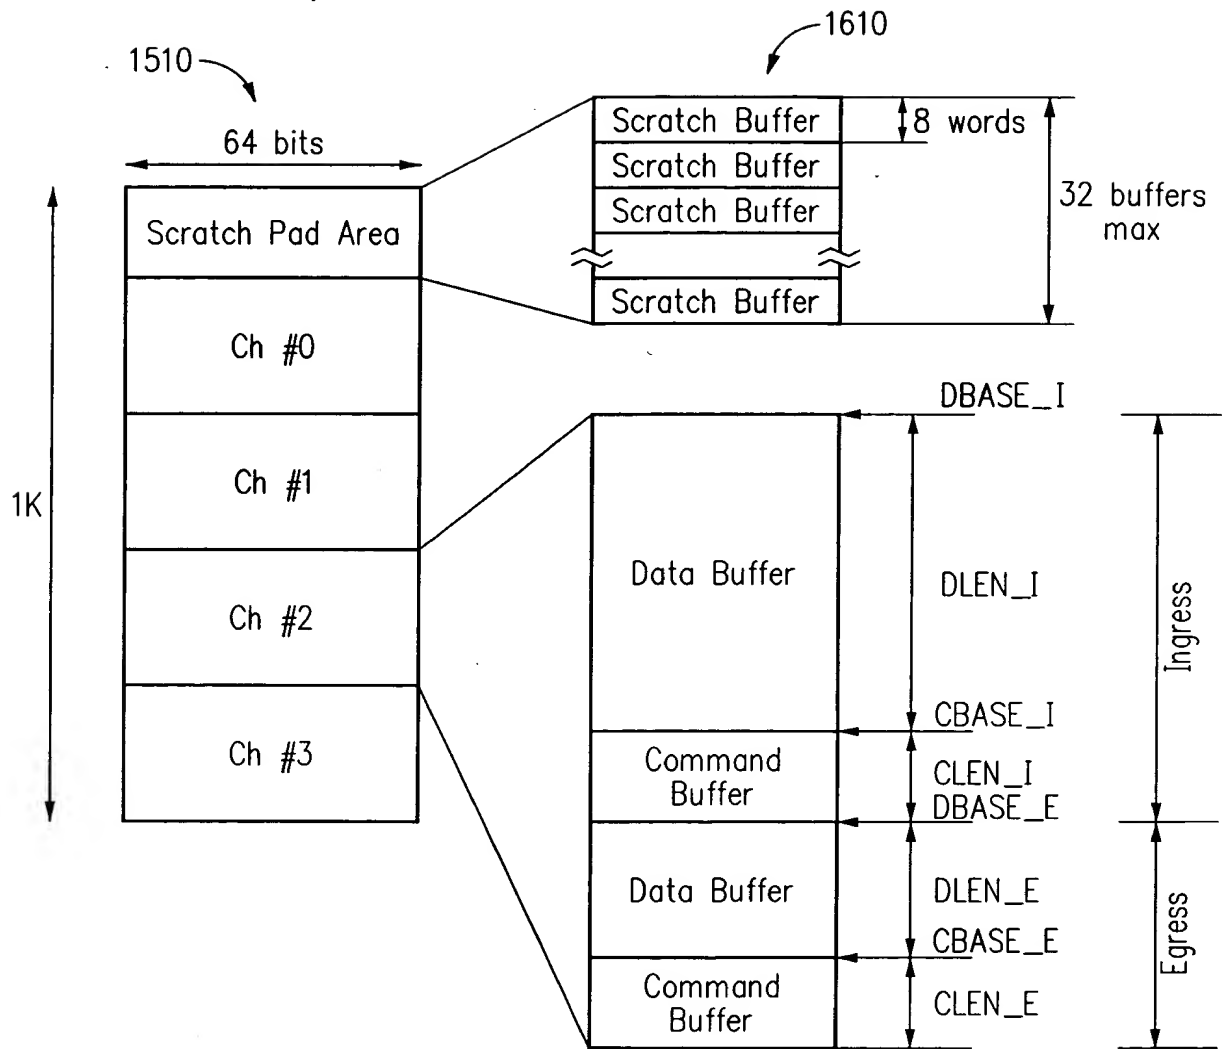 1510
64 bits
1K
Scratch Pad Area
Ch #0
Ch #1
Ch #2
Ch #3
1610
Scratch Buffer
Scratch Buffer
Scratch Buffer
Scratch Buffer
8 words
32 buffers
max
DBASE_I
Data Buffer
DLEN_I
CBASE_I
Command
Buffer
CLEN_I
DBASE_E
Data Buffer
DLEN_E
CBASE_E
Command
Buffer
CLEN_E
Ingress
Egress